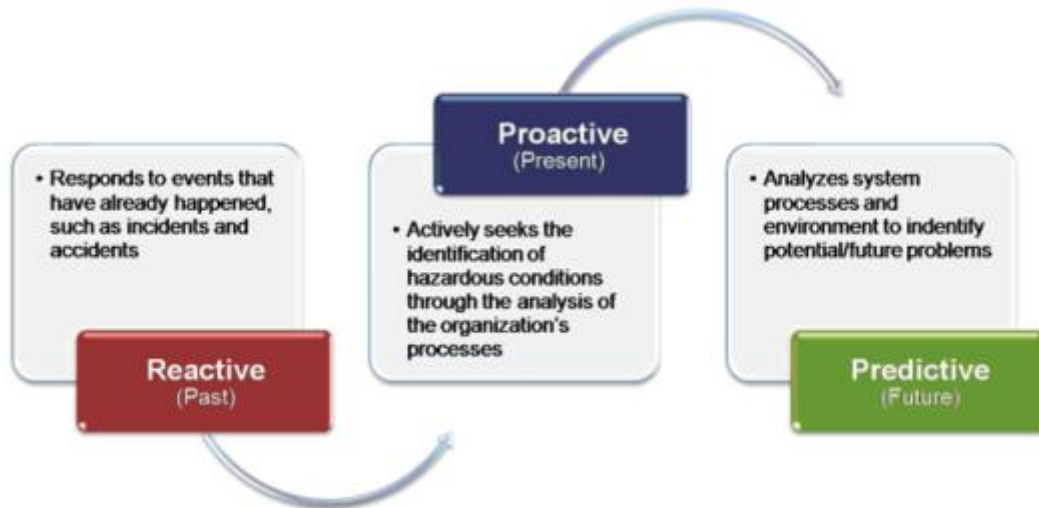 • Responds to events that
have already happened,
such as incidents and
accidents
Reactive
(Past)
Proactive
(Present)
• Actively seeks the
identification of
hazardous conditions
through the analysis of
the organization's
processes
• Analyzes system
processes and
environment to indentify
potential/future problems
Predictive
(Future)